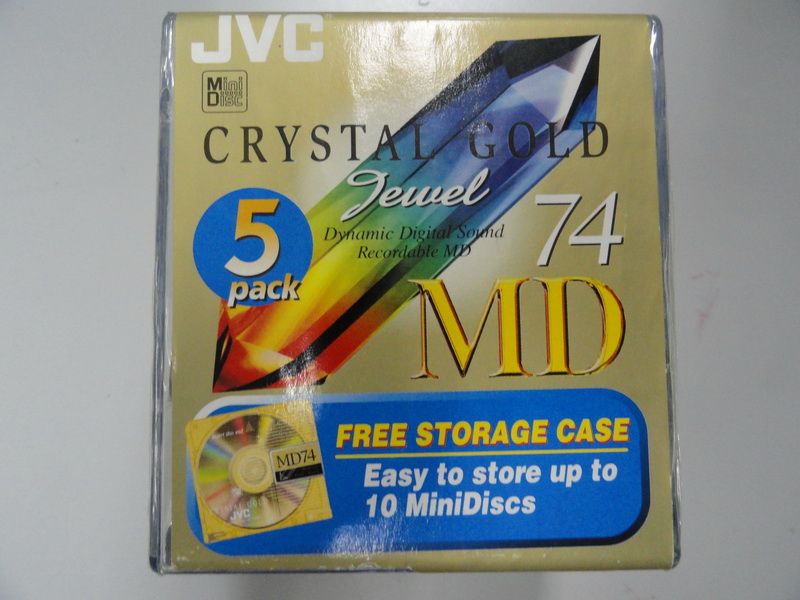 JVC
Mini Disc
CRYSTAL GOLD
Jewel
Dynamic Digital Sound
Recordable MD
74
MD
5
pack
MD74
JVC
FREE STORAGE CASE
Easy to store up to
10 MiniDiscs